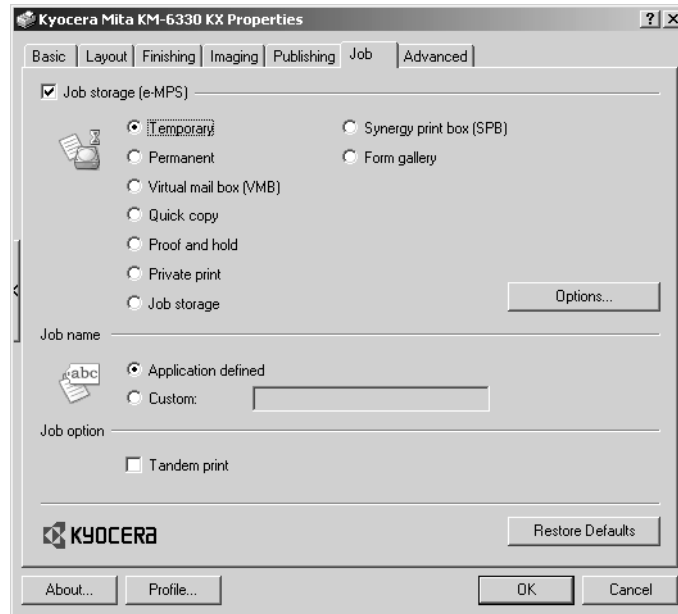 Kyocera Mita KM-6330 KX Properties
Basic Layout Finishing Imaging Publishing Job Advanced
Job storage (e-MPS)
Temporary Synergy print box (SPB)
Permanent Form gallery
Virtual mail box (VMB)
Quick copy
Proof and hold
Private print
Job storage Options...
Job name
abc Application defined
Custom:
Job option
Tandem print
KYOCERA Restore Defaults
About... Profile... OK Cancel